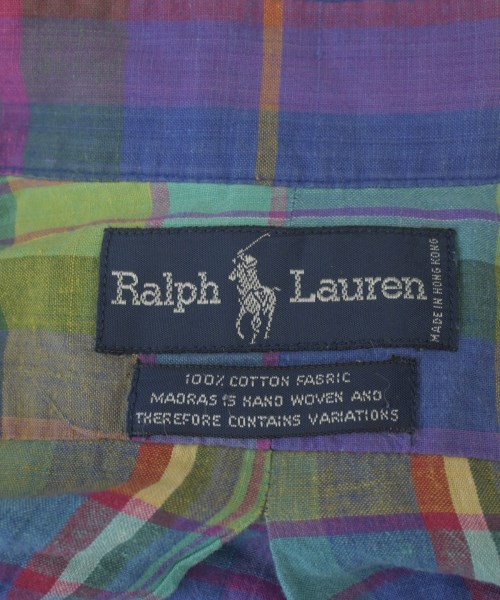 Ralph Lauren
MADE IN HONG KONG
100% COTTON FABRIC
MADRAS IS HAND WOVEN AND
THEREFORE CONTAINS VARIATIONS